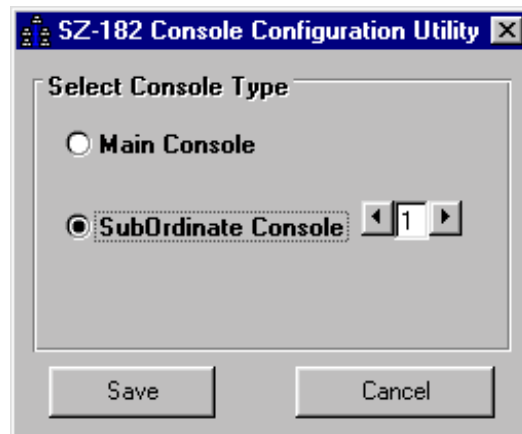 SZ-182 Console Configuration Utility
Select Console Type
Main Console
SubOrdinate Console 1
Save Cancel